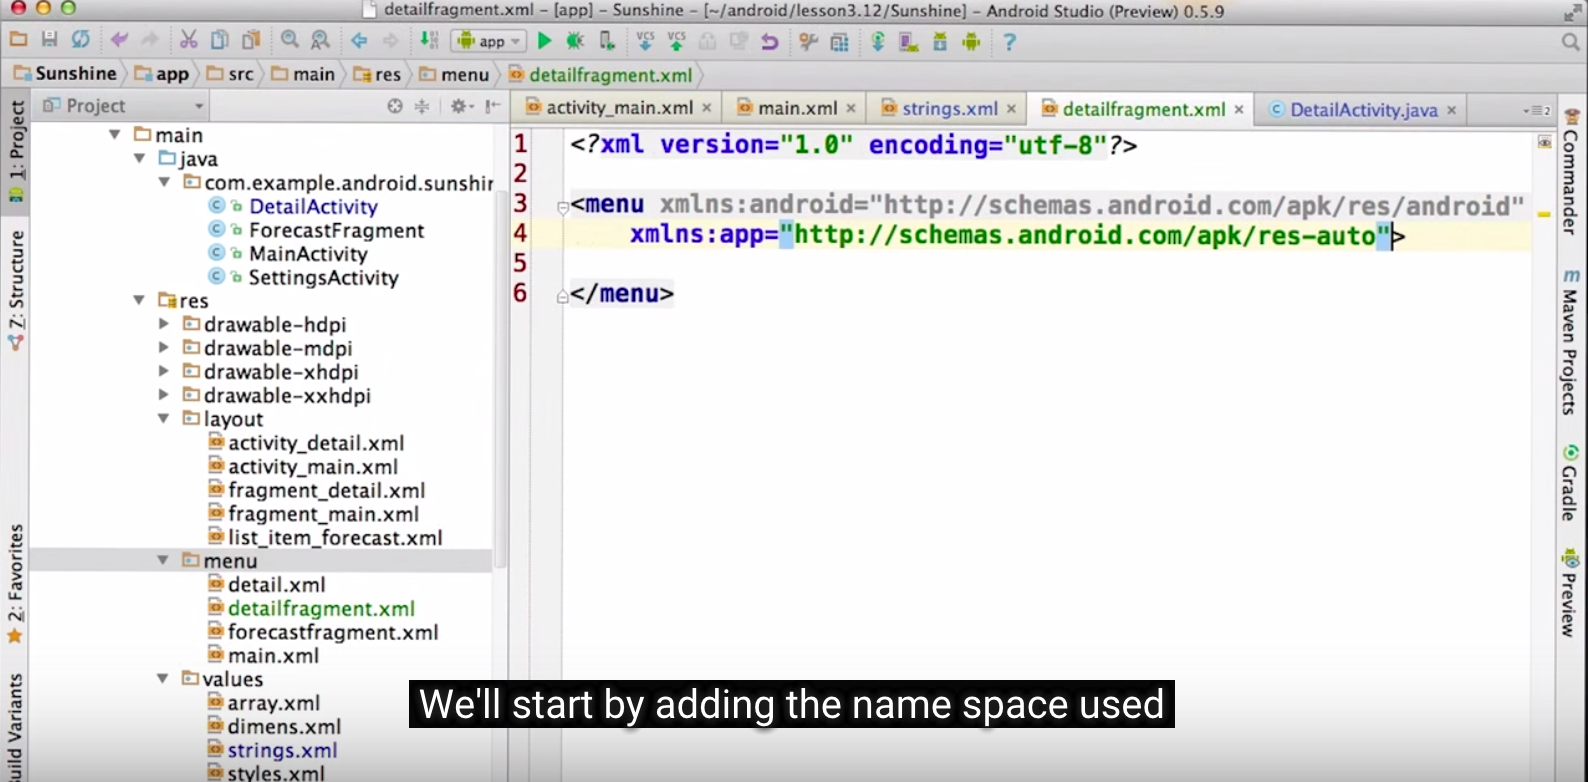 detailfragment.xml – [app] – Sunshine – [~/android/lesson3.12/Sunshine] – Android Studio (Preview) 0.5.9
app
VCS VCS
?
Sunshine app src main res menu detailfragment.xml
Project
activity_main.xml × main.xml × strings.xml × detailfragment.xml × DetailActivity.java × 2
1: Project
Z: Structure
2: Favorites
uild Variants
main
java
com.example.android.sunshir
DetailActivity
ForecastFragment
MainActivity
SettingsActivity
res
drawable-hdpi
drawable-mdpi
drawable-xhdpi
drawable-xxhdpi
layout
activity_detail.xml
activity_main.xml
fragment_detail.xml
fragment_main.xml
list_item_forecast.xml
menu
detail.xml
detailfragment.xml
forecastfragment.xml
main.xml
values
array.xml
dimens.xml
strings.xml
styles.xml
1 <?xml version="1.0" encoding="utf-8"?>
2
3 <menu xmlns:android="http://schemas.android.com/apk/res/android"
4 xmlns:app="http://schemas.android.com/apk/res-auto">
5
6 </menu>
Commander
m Maven Projects
Gradle
Preview
We'll start by adding the name space used